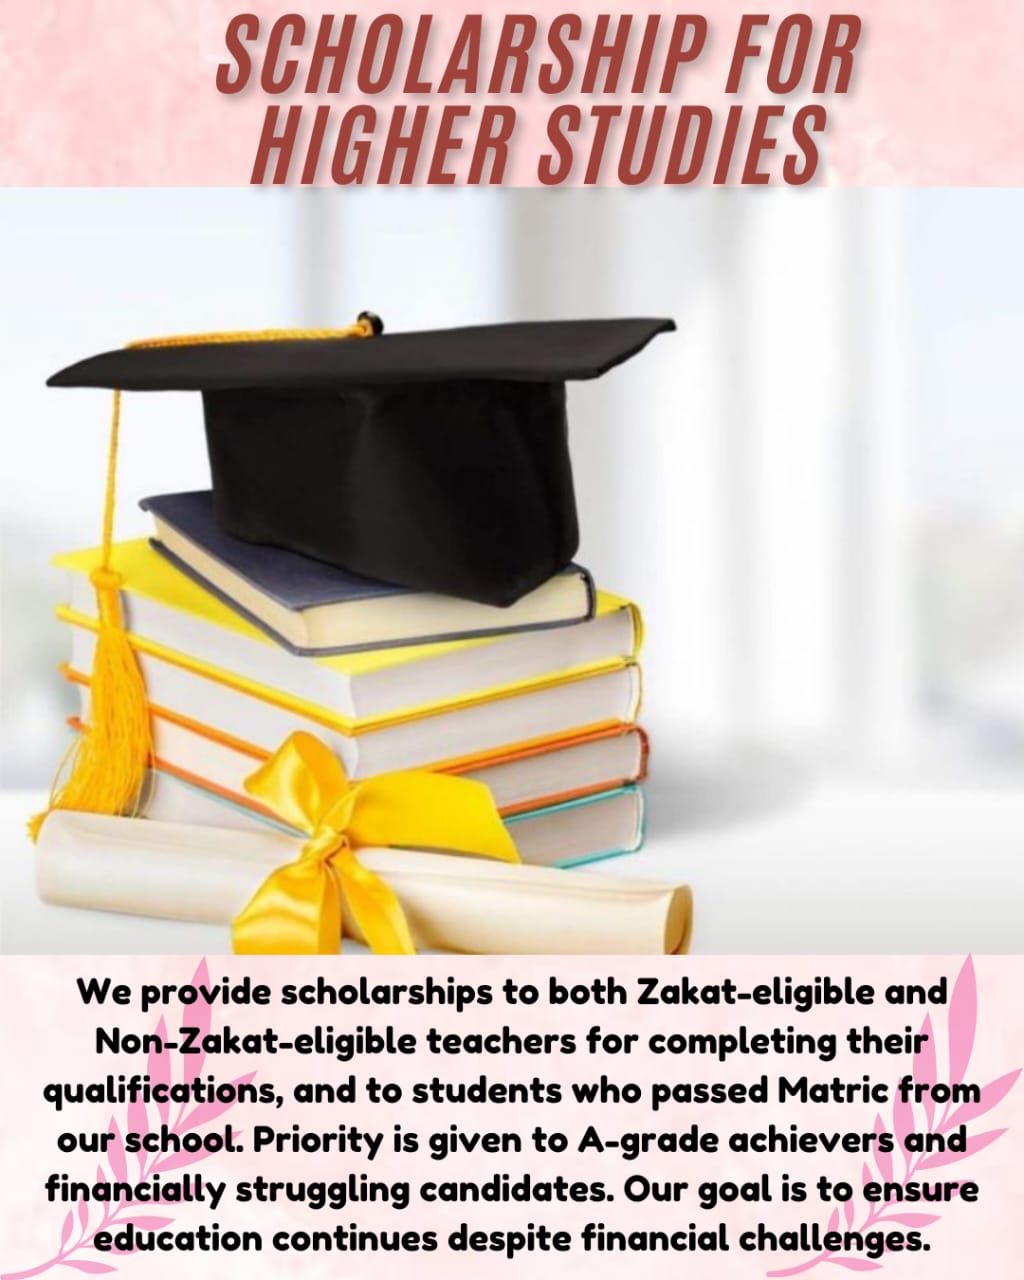 SCHOLARSHIP FOR
HIGHER STUDIES
We provide scholarships to both Zakat-eligible and
Non-Zakat-eligible teachers for completing their
qualifications, and to students who passed Matric from
our school. Priority is given to A-grade achievers and
financially struggling candidates. Our goal is to ensure
education continues despite financial challenges.